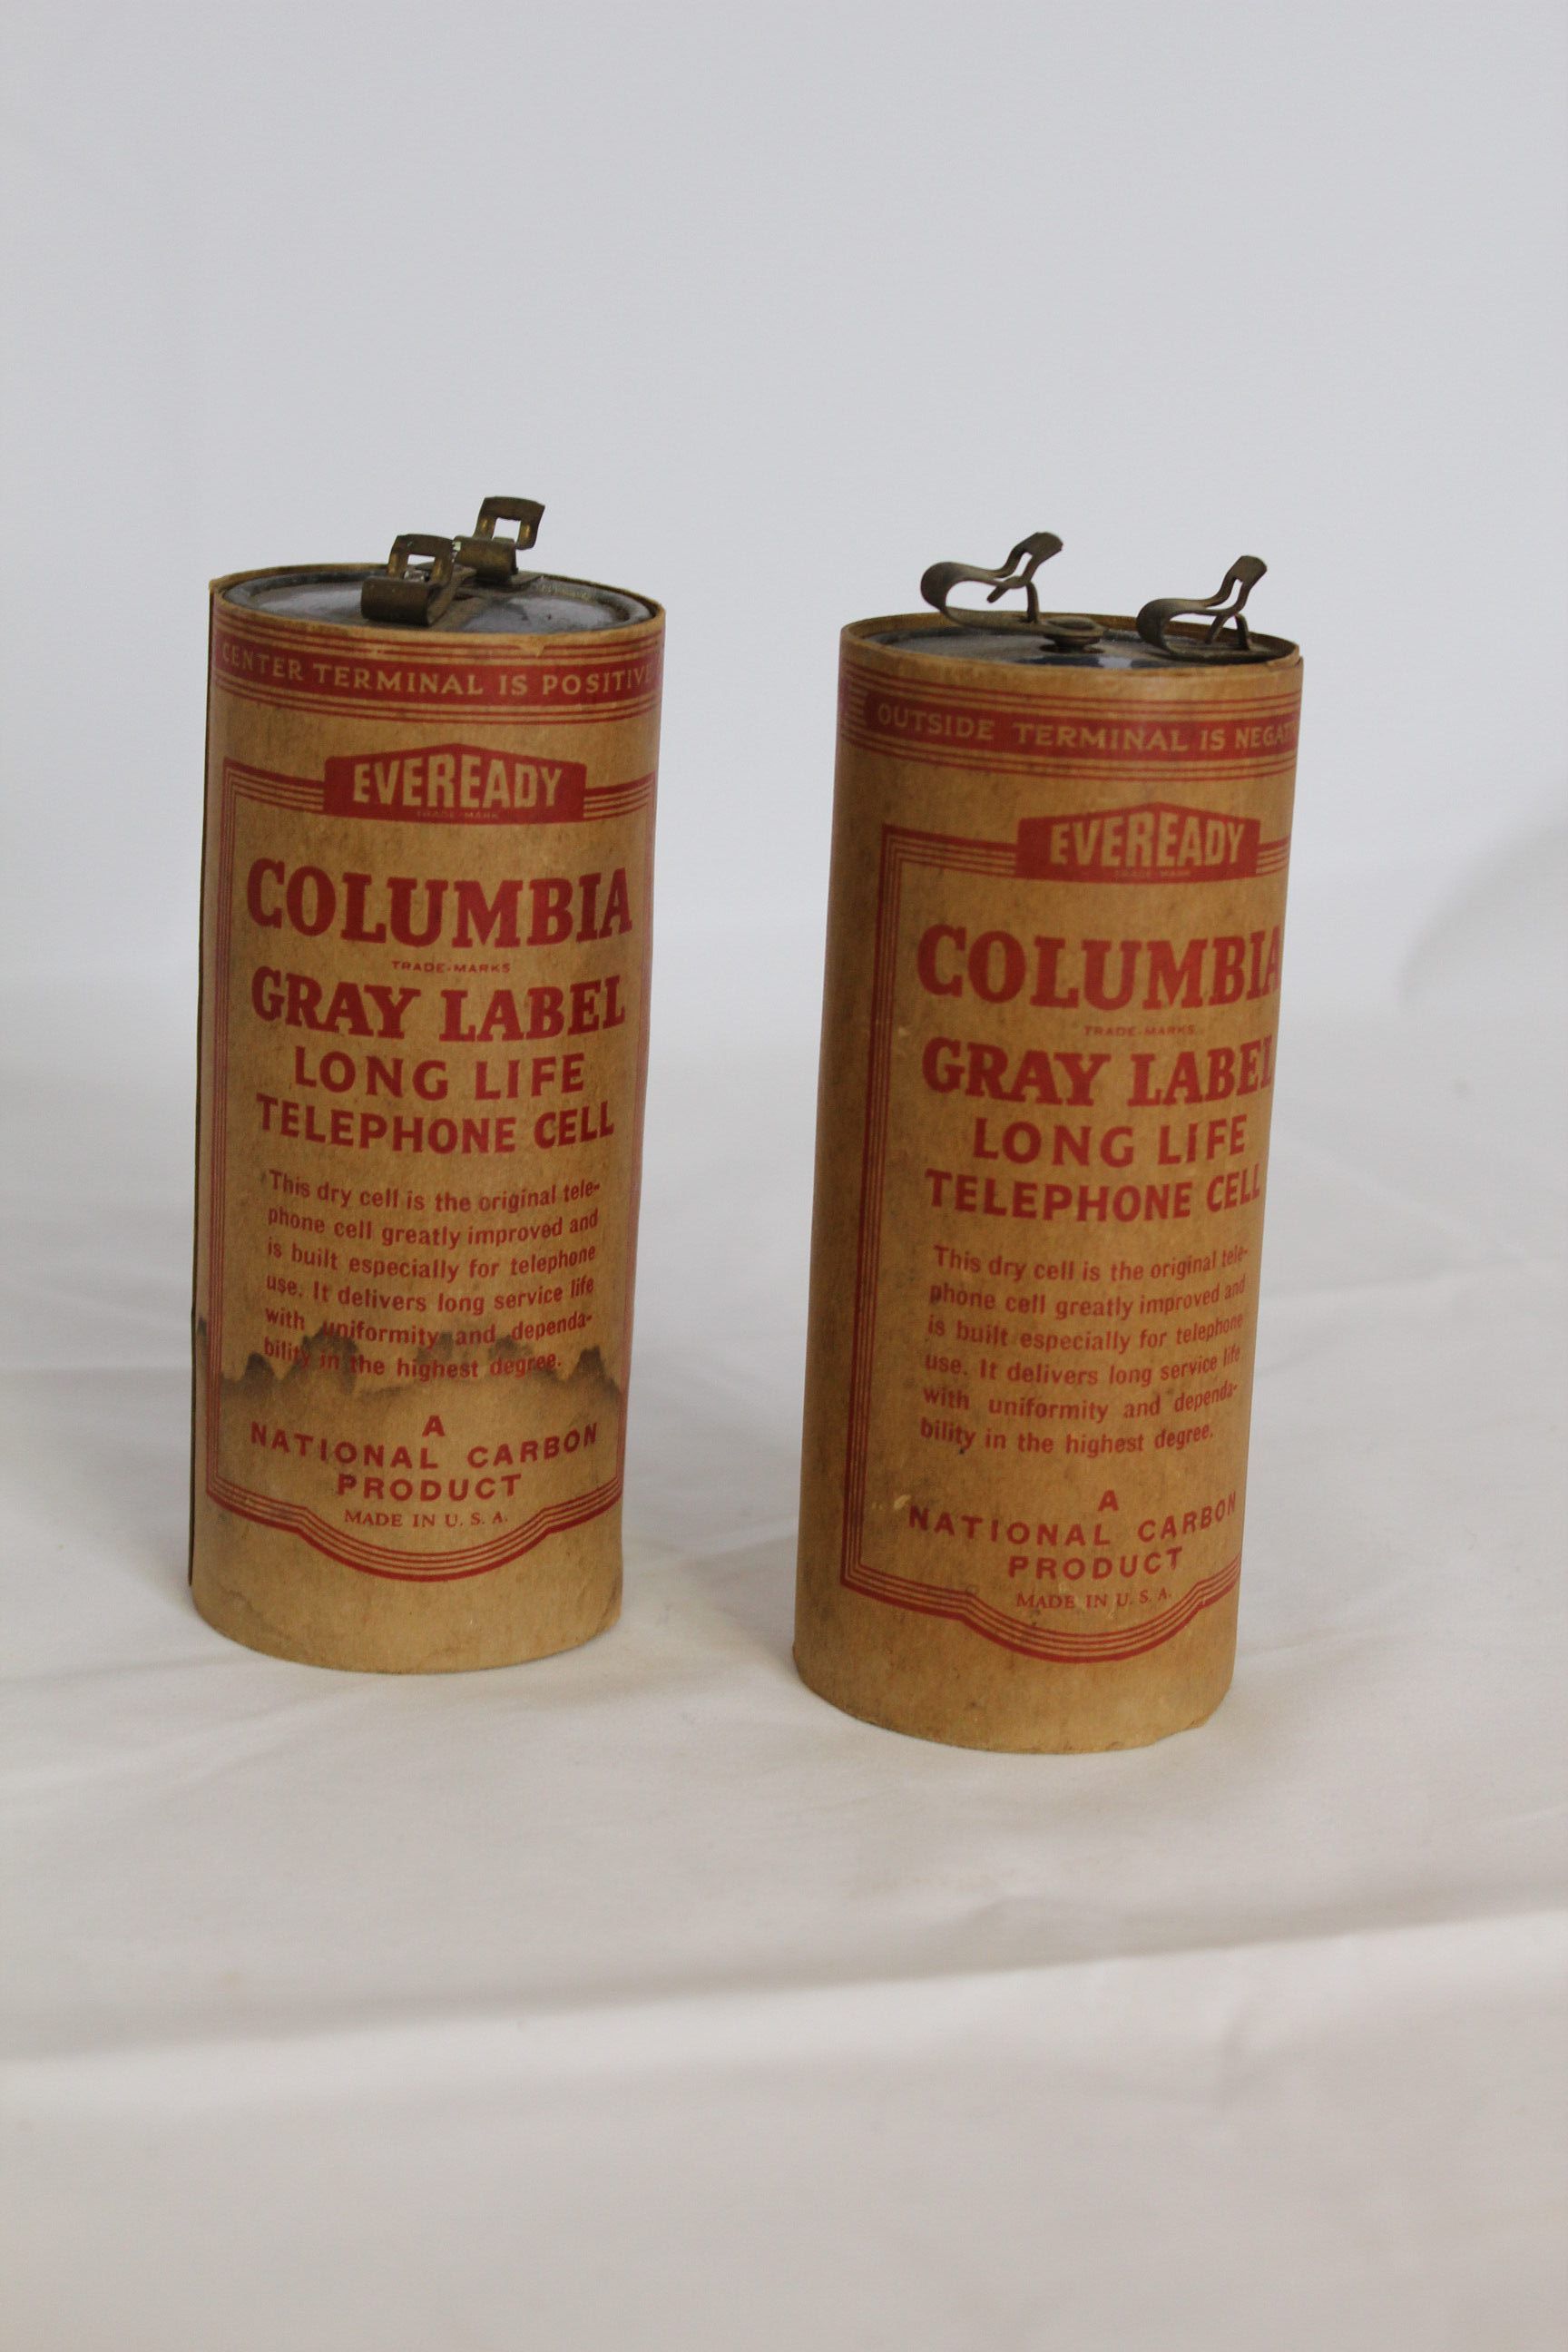 CENTER TERMINAL IS POSITIVE
EVEREADY
TRADE-MARK
COLUMBIA
TRADE-MARKS
GRAY LABEL
LONG LIFE
TELEPHONE CELL
This dry cell is the original tele-
phone cell greatly improved and
is built especially for telephone
use. It delivers long service life
with uniformity and dependa-
bility in the highest degree.
A
NATIONAL CARBON
PRODUCT
MADE IN U. S. A.
OUTSIDE TERMINAL IS NEGAT
EVEREADY
TRADE-MARK
COLUMBIA
TRADE-MARKS
GRAY LABEL
LONG LIFE
TELEPHONE CELL
This dry cell is the original tele-
phone cell greatly improved and
is built especially for telephone
use. It delivers long service life
with uniformity and dependa-
bility in the highest degree.
A
NATIONAL CARBON
PRODUCT
MADE IN U. S. A.